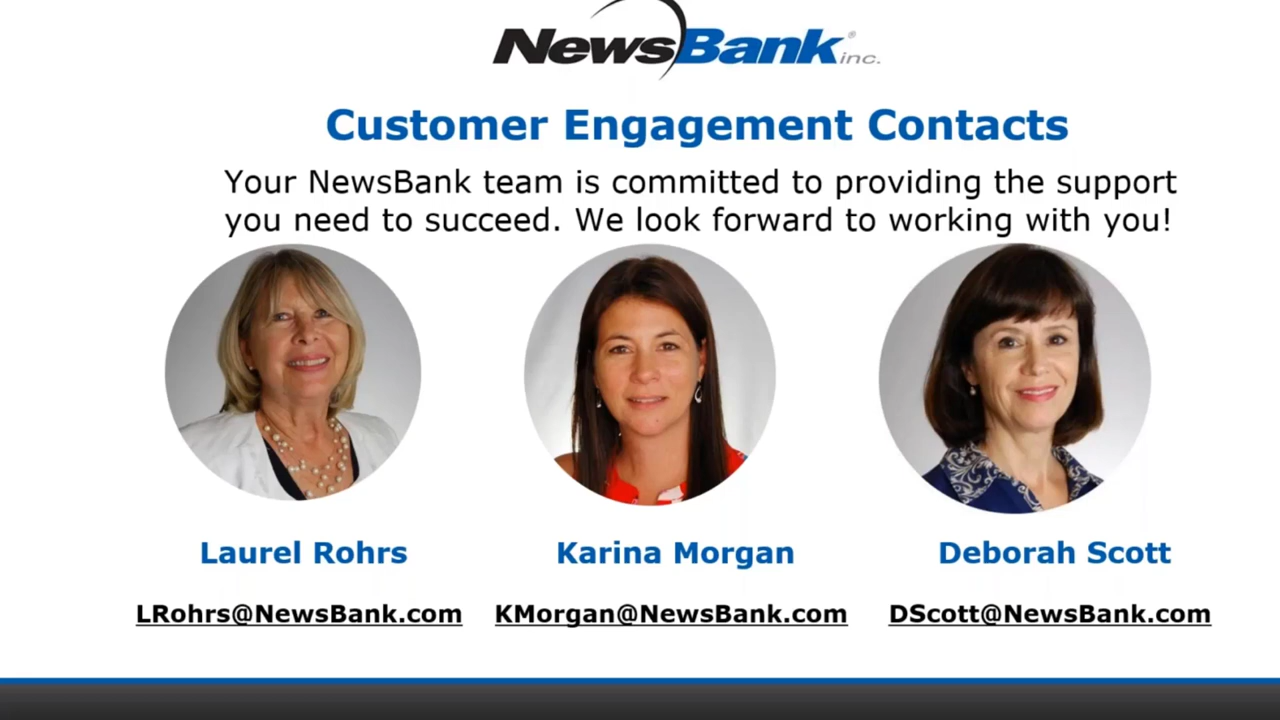 NewsBank® inc.
Customer Engagement Contacts
Your NewsBank team is committed to providing the support
you need to succeed. We look forward to working with you!
Laurel Rohrs Karina Morgan Deborah Scott
LRohrs@NewsBank.com KMorgan@NewsBank.com DScott@NewsBank.com